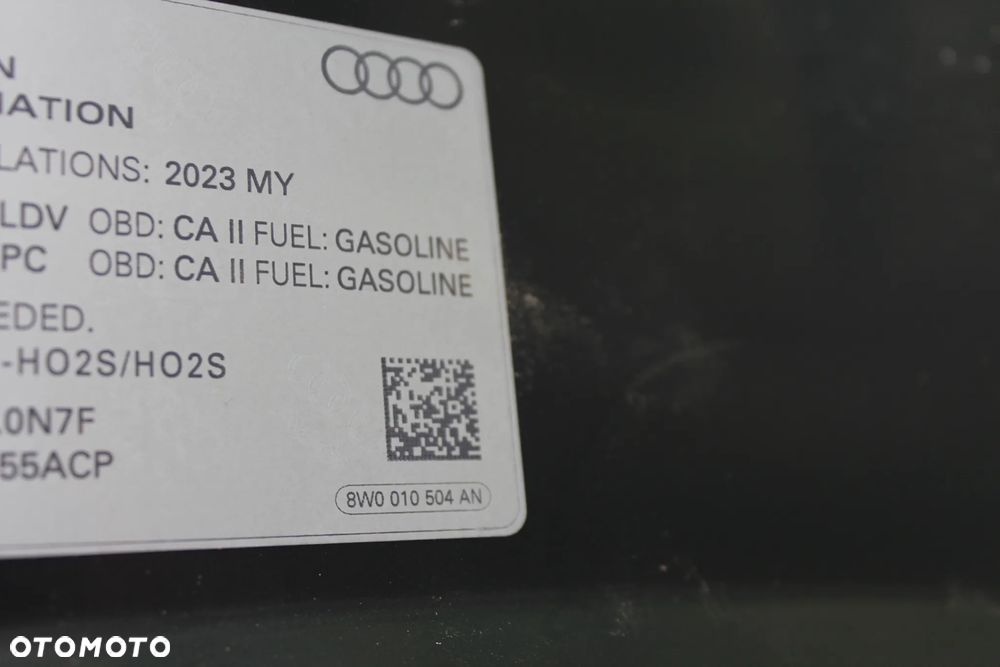 N
MATION
LATIONS: 2023 MY
LDV OBD: CA II FUEL: GASOLINE
PC OBD: CA II FUEL: GASOLINE
EDED.
-HO2S/HO2S
.0N7F
55ACP
8W0 010 504 AN
OTOMOTO